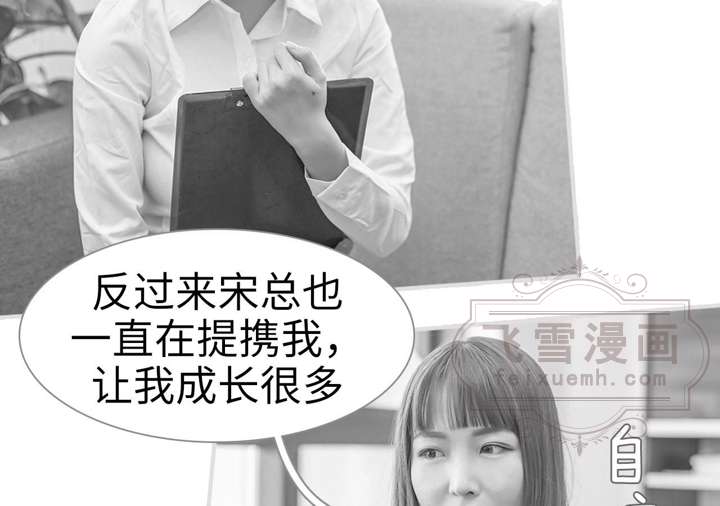 反过来宋总也
一直在提携我，
让我成长很多
飞雪漫画
feixuemh.com
自